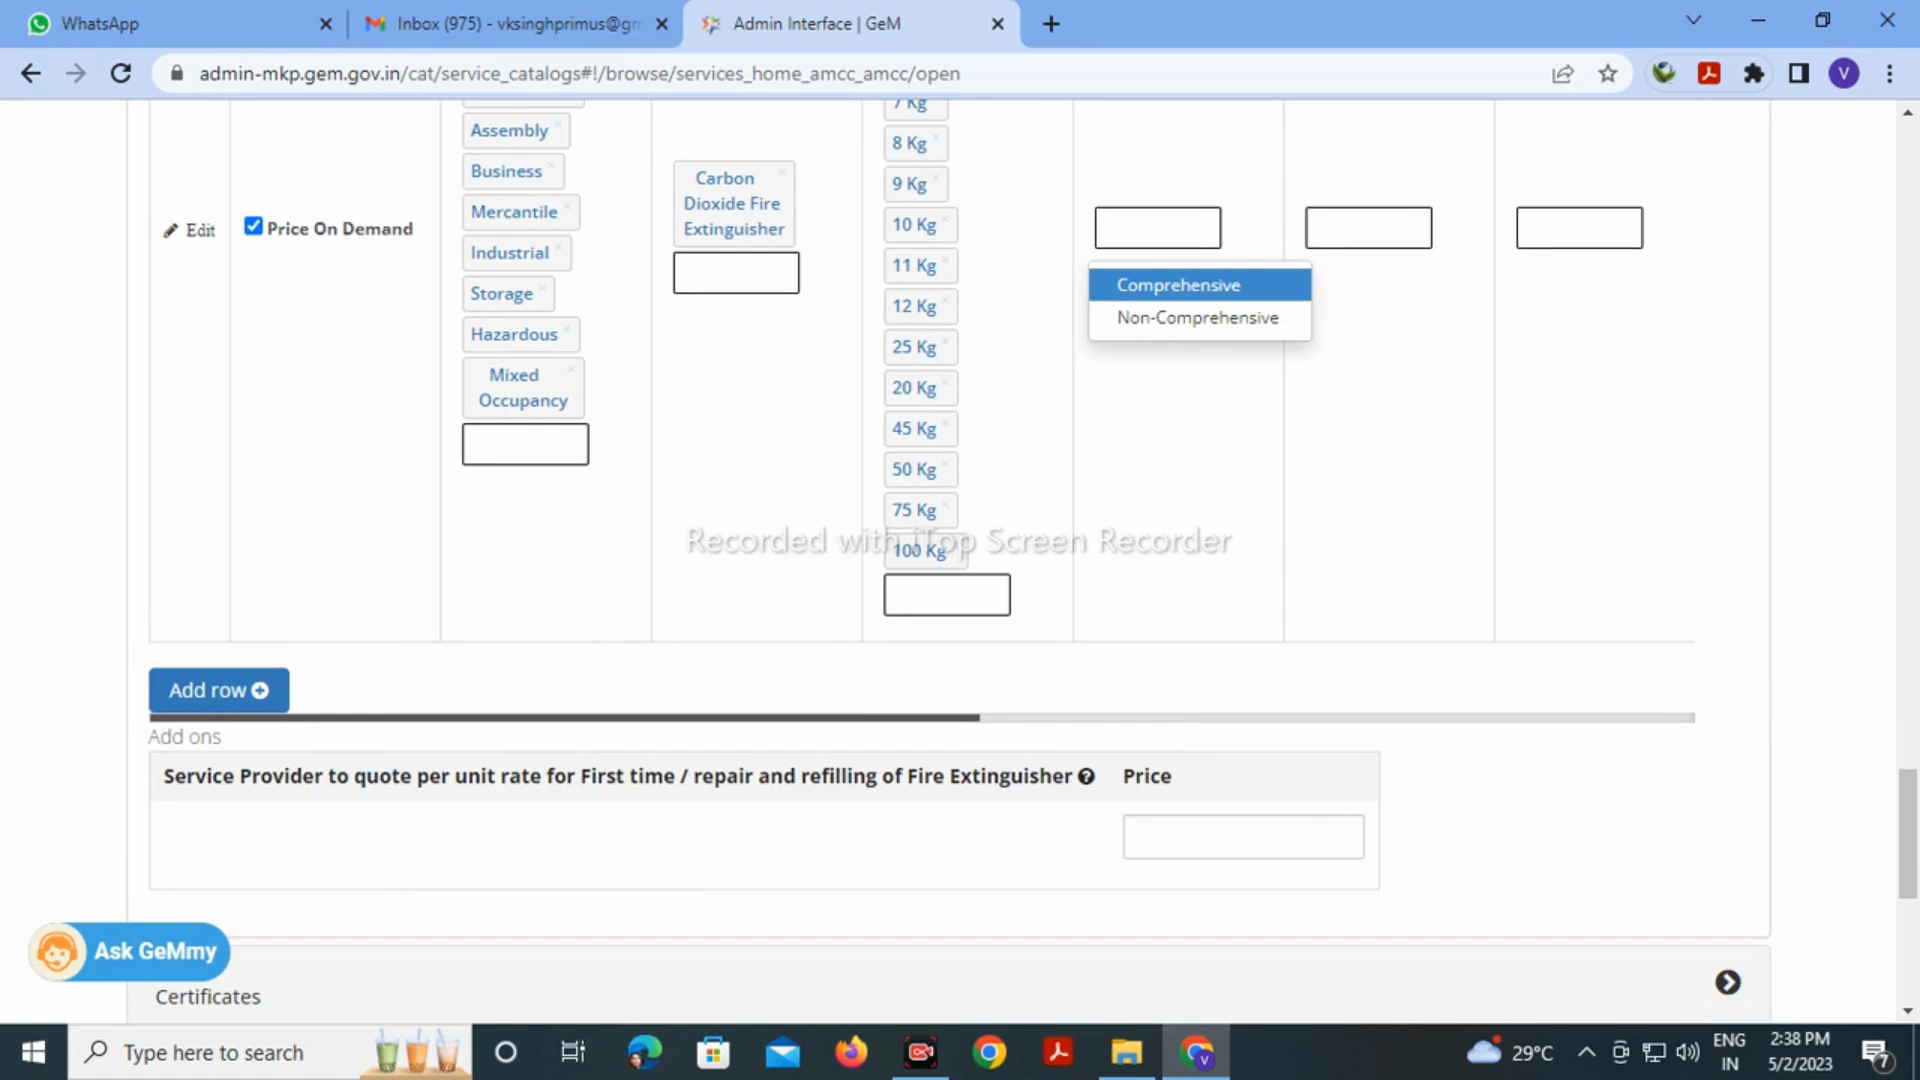 WhatsApp
Inbox (975) - vksinghprimus@gm
Admin Interface | GeM
admin-mkp.gem.gov.in/cat/service_catalogs#!/browse/services_home_amcc_amcc/open
V
Edit
Price On Demand
Assembly
Business
Mercantile
Industrial
Storage
Hazardous
Mixed
Occupancy
Carbon
Dioxide Fire
Extinguisher
7 Kg
8 Kg
9 Kg
10 Kg
11 Kg
12 Kg
25 Kg
20 Kg
45 Kg
50 Kg
75 Kg
100 Kg
Comprehensive
Non-Comprehensive
Recorded with iTop Screen Recorder
Add row
Add ons
Service Provider to quote per unit rate for First time / repair and refilling of Fire Extinguisher
Price
Ask GeMmy
Certificates
Type here to search
V
29°C
ENG
IN
2:38 PM
5/2/2023
7